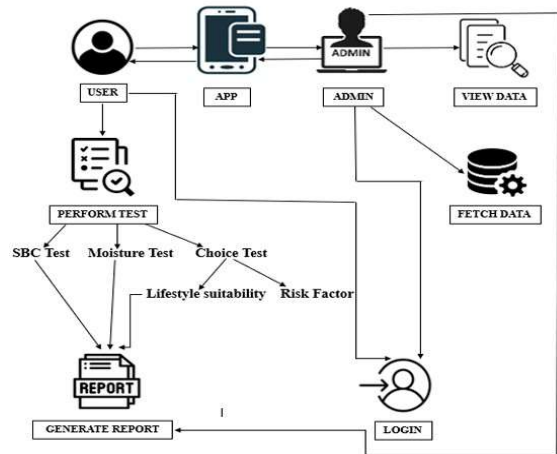 ADMIN
USER
APP
ADMIN
VIEW DATA
FETCH DATA
PERFORM TEST
SBC Test
Moisture Test
Choice Test
Lifestyle suitability
Risk Factor
REPORT
GENERATE REPORT
LOGIN